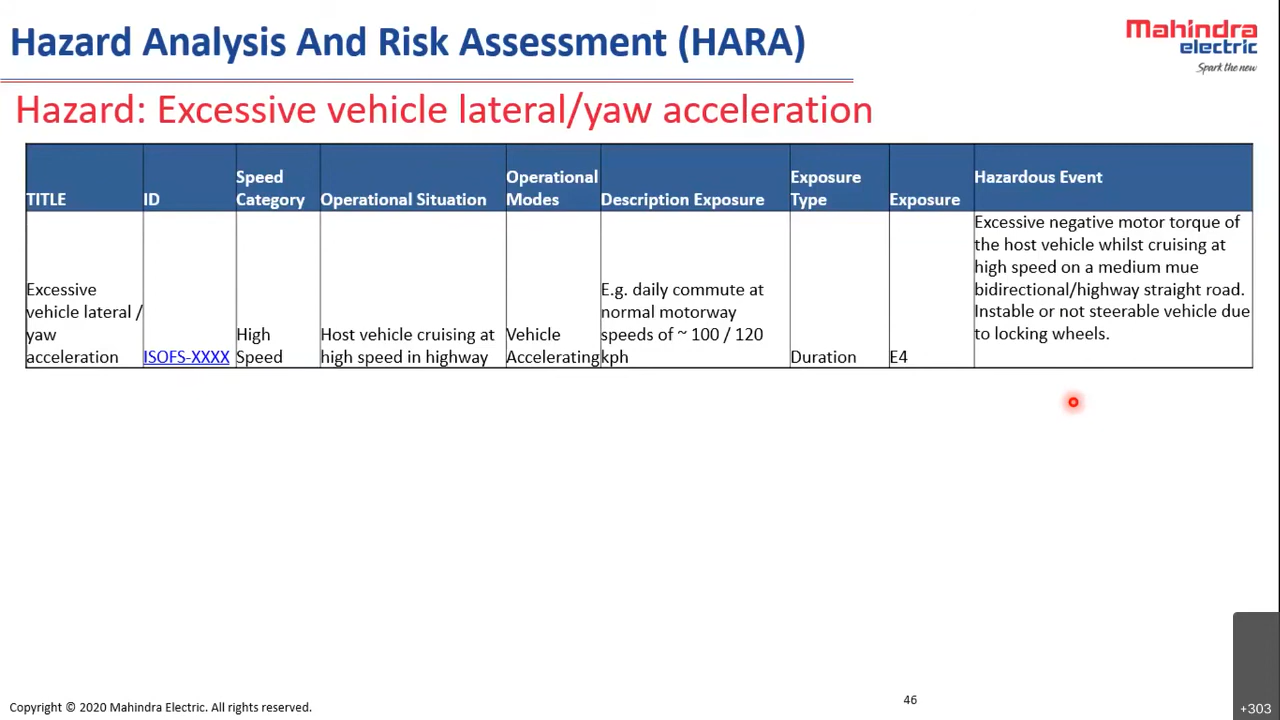 Hazard Analysis And Risk Assessment (HARA)
Mahindra
electric
Spark the new
Hazard: Excessive vehicle lateral/yaw acceleration
TITLE
ID
Speed
Category
Operational Situation
Operational
Modes
Description Exposure
Exposure
Type
Exposure
Hazardous Event
Excessive
vehicle lateral /
yaw
acceleration
ISOFS-XXXX
High
Speed
Host vehicle cruising at
high speed in highway
Vehicle
Accelerating
E.g. daily commute at
normal motorway
speeds of ~ 100 / 120
kph
Duration
E4
Excessive negative motor torque of
the host vehicle whilst cruising at
high speed on a medium mue
bidirectional/highway straight road.
Instable or not steerable vehicle due
to locking wheels.
Copyright © 2020 Mahindra Electric. All rights reserved.
46
+303